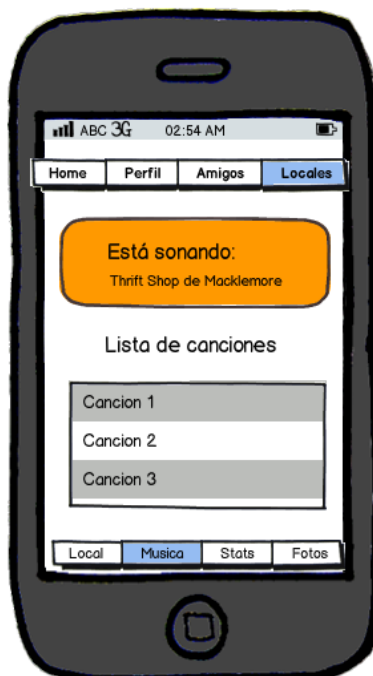 ABC 3G 02:54 AM
Home Perfil Amigos Locales
Está sonando:
Thrift Shop de Macklemore
Lista de canciones
Cancion 1
Cancion 2
Cancion 3
Local Musica Stats Fotos